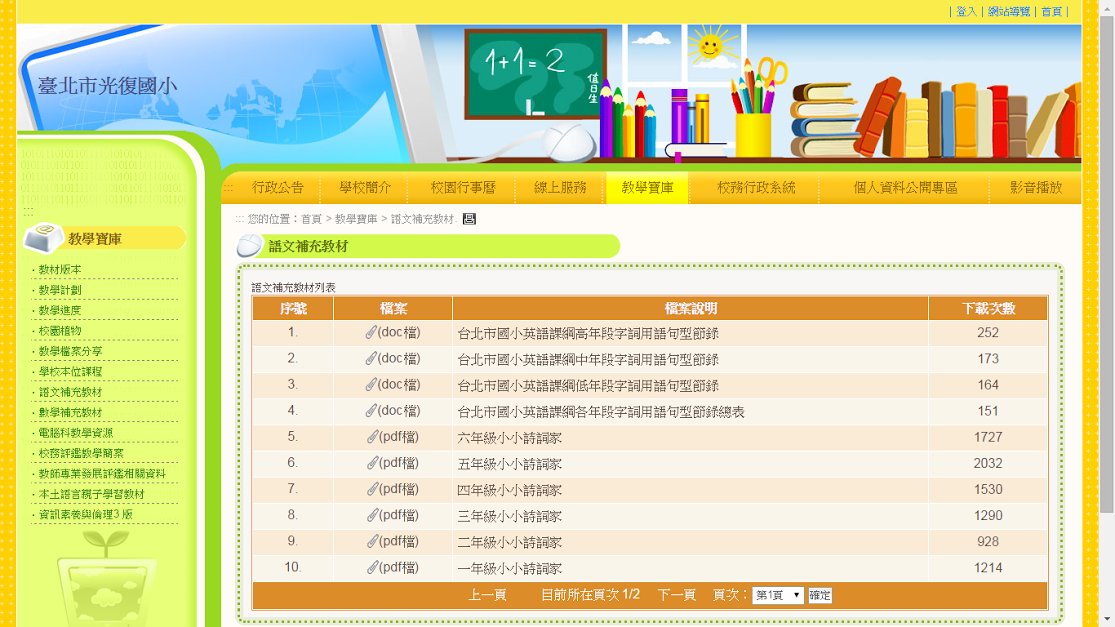 | 登入 | 網站導覽 | 首頁 |
臺北市光復國小
1+1=2
值日生
::: 行政公告 學校簡介 校園行事曆 線上服務 教學寶庫 校務行政系統 個人資料公開專區 影音播放
:::
教學寶庫
· 教材版本
· 教學計劃
· 教學進度
· 校園植物
· 教學檔案分享
· 學校本位課程
· 語文補充教材
· 數學補充教材
· 電腦科教學資源
· 校務評鑑教學簡案
· 教師專業發展評鑑相關資料
· 本土語言親子學習教材
· 資訊素養與倫理3 版
::: 您的位置：首頁 > 教學寶庫 > 語文補充教材.
語文補充教材
語文補充教材列表
序號 檔案 檔案說明 下載次數
1. (doc檔) 台北市國小英語課綱高年段字詞用語句型節錄 252
2. (doc檔) 台北市國小英語課綱中年段字詞用語句型節錄 173
3. (doc檔) 台北市國小英語課綱低年段字詞用語句型節錄 164
4. (doc檔) 台北市國小英語課綱各年段字詞用語句型節錄總表 151
5. (pdf檔) 六年級小小詩詞家 1727
6. (pdf檔) 五年級小小詩詞家 2032
7. (pdf檔) 四年級小小詩詞家 1530
8. (pdf檔) 三年級小小詩詞家 1290
9. (pdf檔) 二年級小小詩詞家 928
10. (pdf檔) 一年級小小詩詞家 1214
上一頁 目前所在頁次 1/2 下一頁 頁次： 第1頁 確定